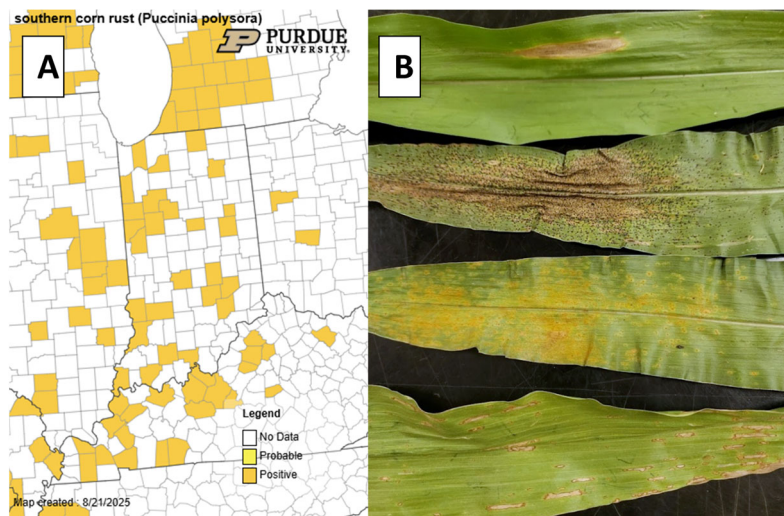 southern corn rust (Puccinia polysora)
A
PURDUE
UNIVERSITY®
Legend
No Data
Probable
Positive
Map created : 8/21/2025
B